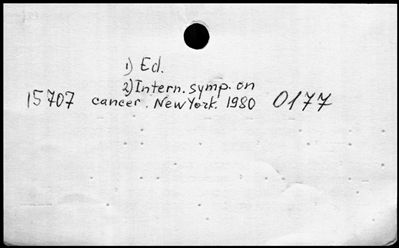 1) Ed.
2) Intern. symp. on
15707 cancer. New York. 1980 0177